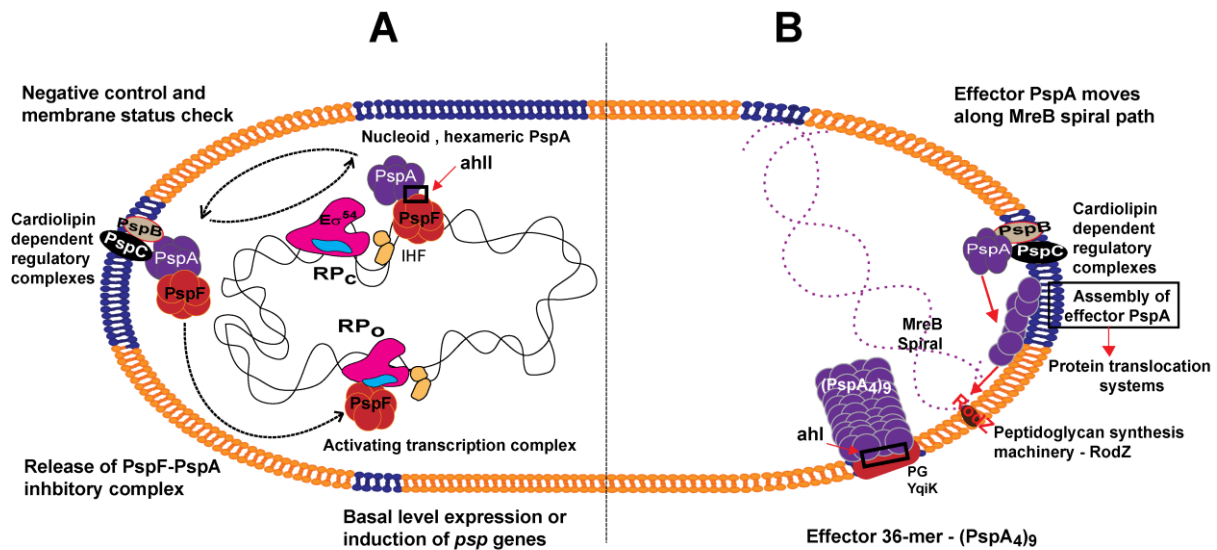 A
B
Negative control and
membrane status check
Nucleoid , hexameric PspA
ahII
PspA
PspF
Eσ54
RPC
IHF
PspB
PspC
PspA
PspF
Cardiolipin
dependent
regulatory
complexes
RPO
PspF
Activating transcription complex
Release of PspF-PspA
inhbitory complex
Basal level expression or
induction of psp genes
Effector PspA moves
along MreB spiral path
PspB
PspC
PspA
Cardiolipin
dependent
regulatory
complexes
Assembly of
effector PspA
Protein translocation
systems
MreB
Spiral
(PspA4)9
ahI
RodZ
Peptidoglycan synthesis
machinery - RodZ
PG
YqiK
Effector 36-mer - (PspA4)9